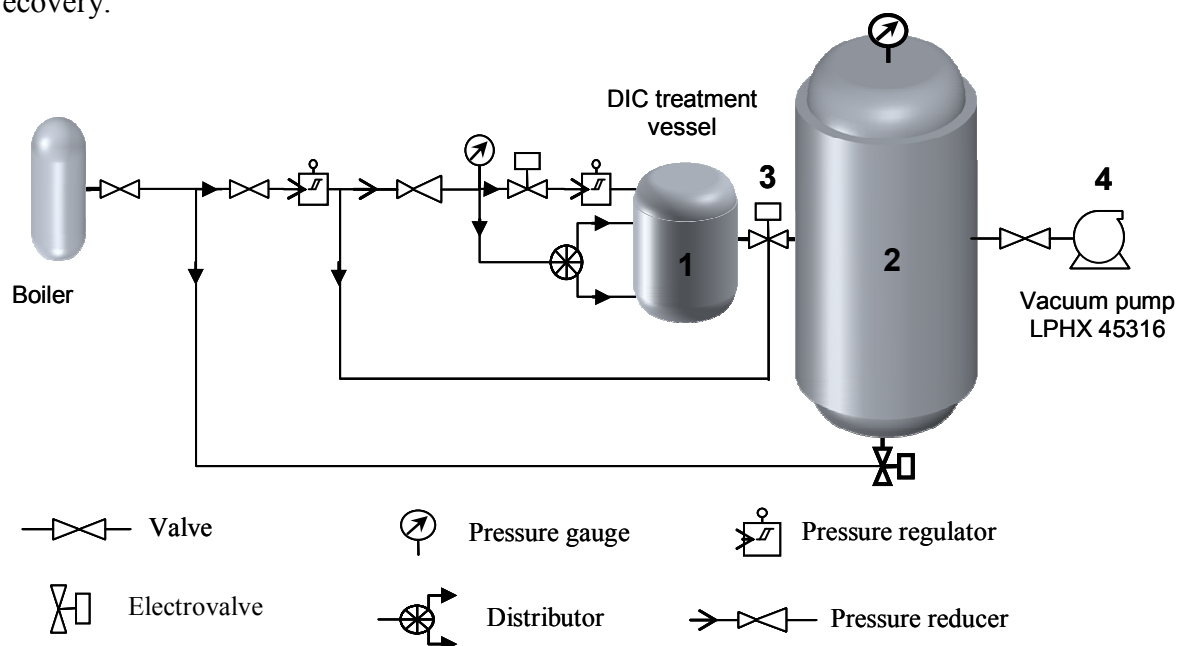 ecovery.
DIC treatment
vessel
3
4
1
2
Boiler
Vacuum pump
LPHX 45316
Valve
Pressure gauge
Pressure regulator
Electrovalve
Distributor
Pressure reducer